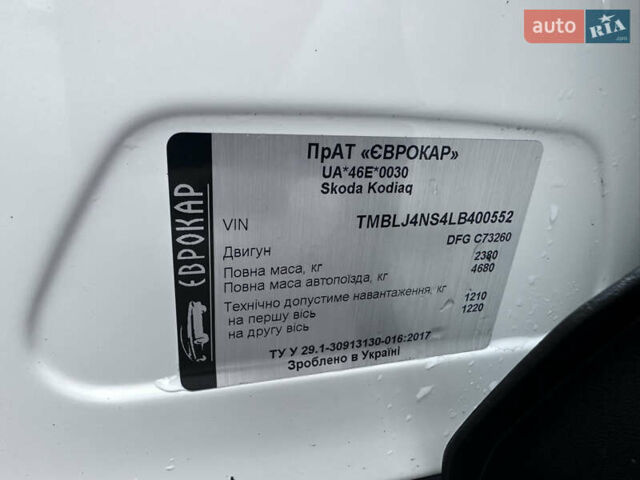 auto RIA .com
ПрАТ «ЄВРОКАР»
UA*46E*0030
Skoda Kodiaq
ЄВРОКАР
VIN TMBLJ4NS4LB400552
Двигун DFG C73260
Повна маса, кг 2380
Повна маса автопоїзда, кг 4680
Технічно допустиме навантаження, кг
на першу вісь 1210
на другу вісь 1220
ТУ У 29.1-30913130-016:2017
Зроблено в Україні